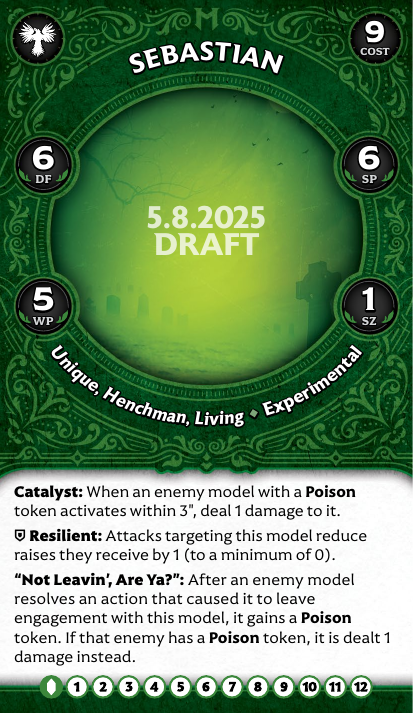 M
9
COST
SEBASTIAN
6
DF
6
SP
5.8.2025
DRAFT
5
WP
1
SZ
Unique, Henchman, Living ◆ Experimental
Catalyst: When an enemy model with a Poison
token activates within 3", deal 1 damage to it.
Resilient: Attacks targeting this model reduce
raises they receive by 1 (to a minimum of 0).
“Not Leavin’, Are Ya?”: After an enemy model
resolves an action that caused it to leave
engagement with this model, it gains a Poison
token. If that enemy has a Poison token, it is dealt 1
damage instead.
1 2 3 4 5 6 7 8 9 10 11 12